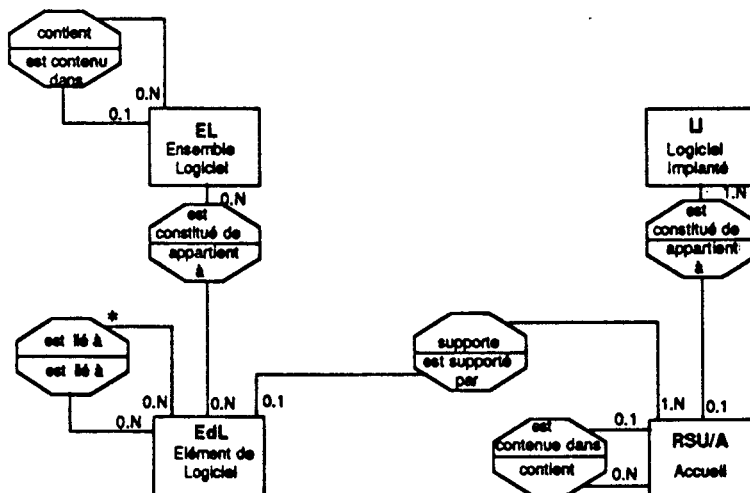 contient
est contenu
dans
0.N
0.1
EL
Ensemble
Logiciel
LI
Logiciel
Implanté
0.N
1.N
est
constitué de
appartient
à
est
constitué de
appartient
à
*
est lié à
est lié à
0.N
0.N
0.N
0.1
supporte
est supporté
par
1.N
0.1
0.1
0.N
EdL
Elément de
Logiciel
est
contenue dans
contient
RSU/A
Accueil